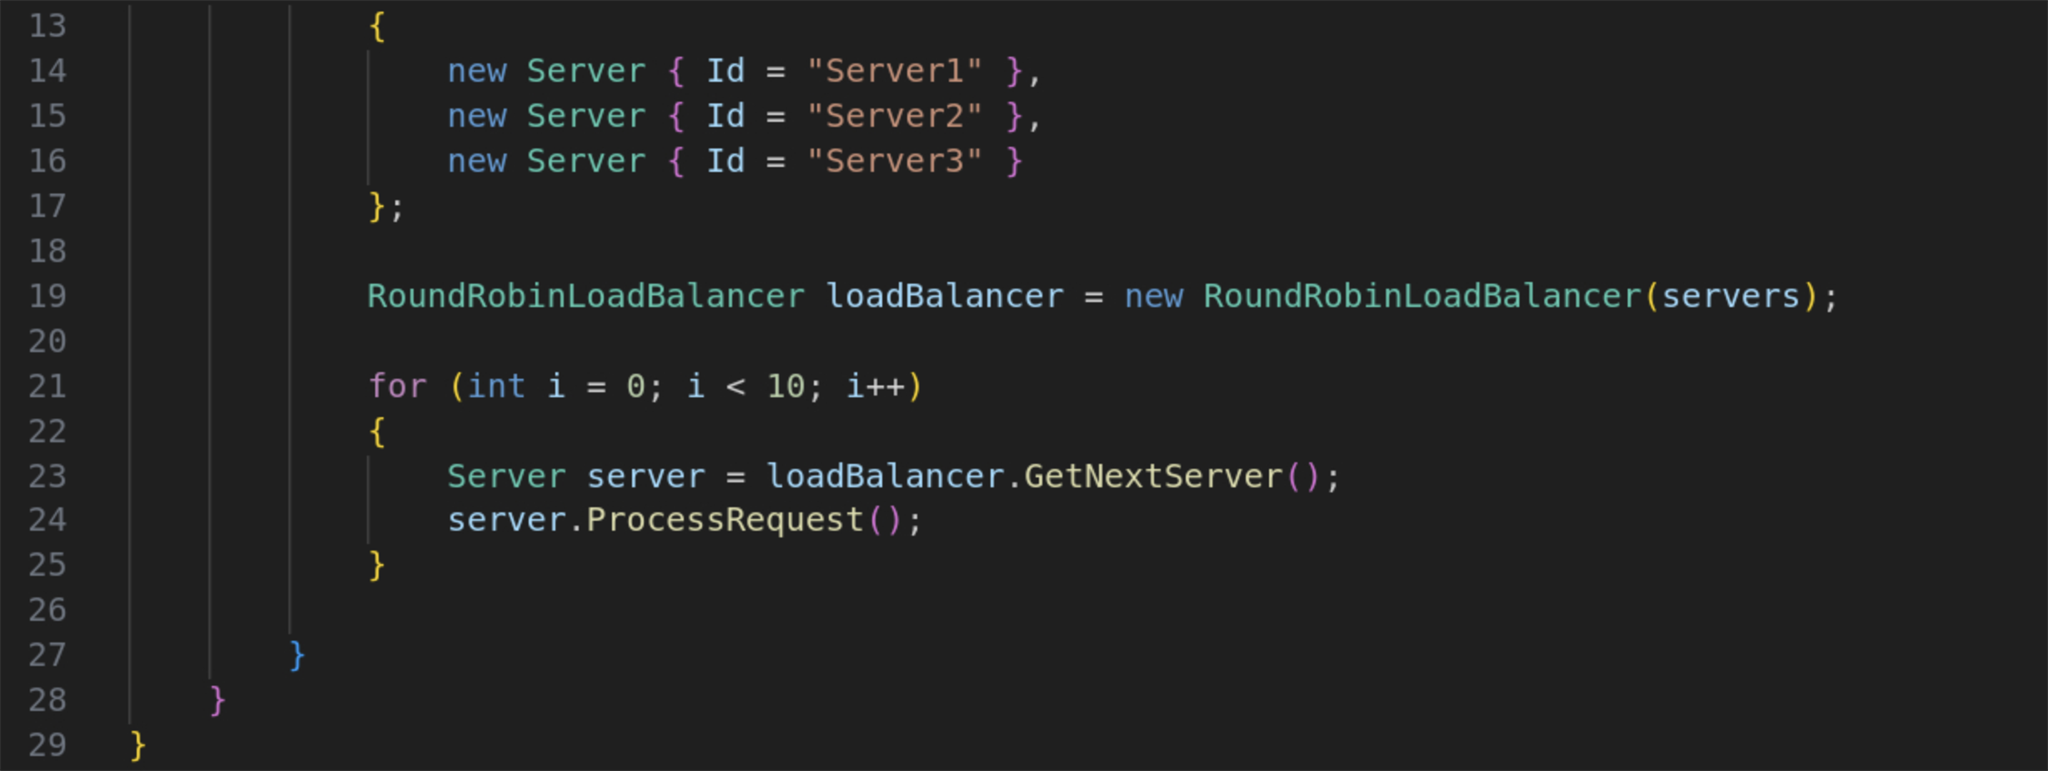 13 {
14 new Server { Id = "Server1" },
15 new Server { Id = "Server2" },
16 new Server { Id = "Server3" }
17 };
18
19 RoundRobinLoadBalancer loadBalancer = new RoundRobinLoadBalancer(servers);
20
21 for (int i = 0; i < 10; i++)
22 {
23 Server server = loadBalancer.GetNextServer();
24 server.ProcessRequest();
25 }
26
27 }
28 }
29 }